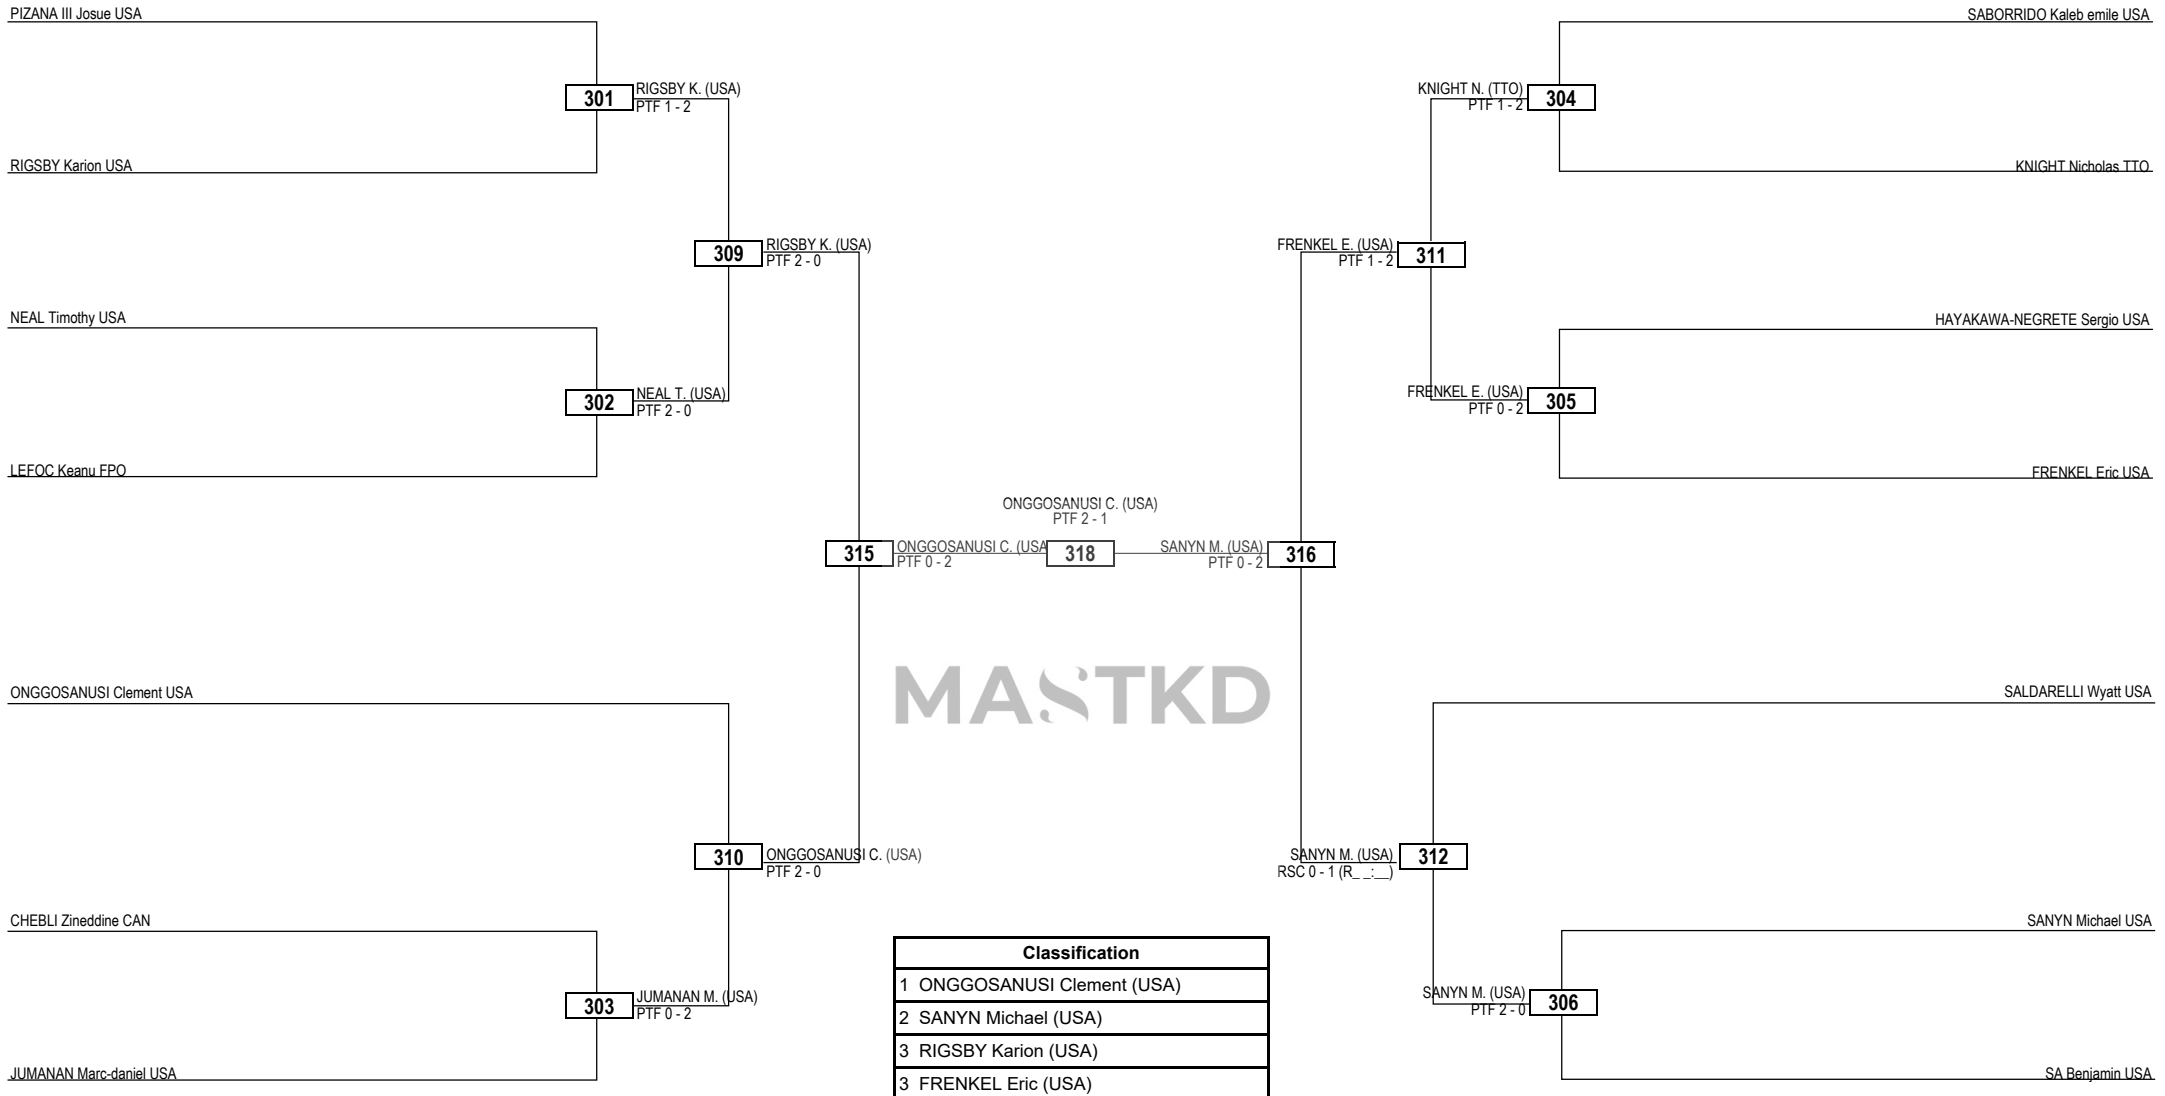 PIZANA III Josue USA
301
RIGSBY K. (USA)
PTF 1 - 2
RIGSBY Karion USA
309
RIGSBY K. (USA)
PTF 2 - 0
NEAL Timothy USA
302
NEAL T. (USA)
PTF 2 - 0
LEFOC Keanu FPO
315
ONGGOSANUSI C. (USA
PTF 0 - 2
ONGGOSANUSI C. (USA)
PTF 2 - 1
318
ONGGOSANUSI Clement USA
310
ONGGOSANUSI C. (USA)
PTF 2 - 0
CHEBLI Zineddine CAN
303
JUMANAN M. (USA)
PTF 0 - 2
JUMANAN Marc-daniel USA
SABORRIDO Kaleb emile USA
KNIGHT N. (TTO)
PTF 1 - 2
304
KNIGHT Nicholas TTO
FRENKEL E. (USA)
PTF 1 - 2
311
HAYAKAWA-NEGRETE Sergio USA
FRENKEL E. (USA)
PTF 0 - 2
305
FRENKEL Eric USA
SANYN M. (USA)
PTF 0 - 2
316
SALDARELLI Wyatt USA
SANYN M. (USA)
RSC 0 - 1 (R_ _:__)
312
SANYN Michael USA
SANYN M. (USA)
PTF 2 - 0
306
SA Benjamin USA
MASTKD
Classification
1 ONGGOSANUSI Clement (USA)
2 SANYN Michael (USA)
3 RIGSBY Karion (USA)
3 FRENKEL Eric (USA)